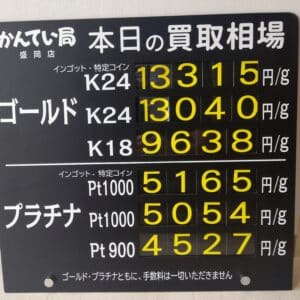 かんてい局 盛岡店 本日の買取相場
インゴット・特定コイン
K24 13315円/g
ゴールド K24 13040円/g
K18 9638円/g
インゴット・特定コイン
Pt1000 5165円/g
プラチナ Pt1000 5054円/g
Pt900 4527円/g
ゴールド・プラチナともに、手数料は一切いただきません